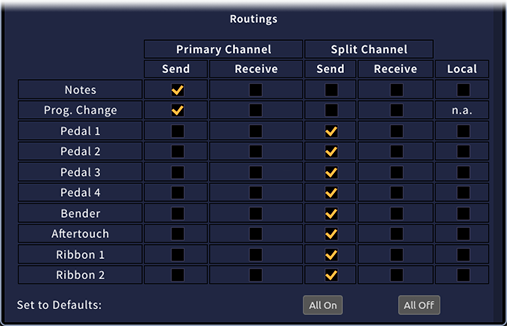 Routings
Primary Channel Split Channel
Send Receive Send Receive Local
Notes
Prog. Change n.a.
Pedal 1
Pedal 2
Pedal 3
Pedal 4
Bender
Aftertouch
Ribbon 1
Ribbon 2
Set to Defaults: All On All Off